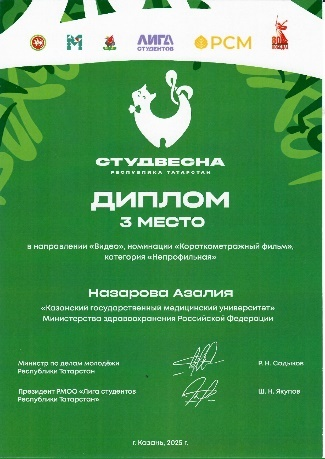 ЛИГА
СТУДЕНТОВ
РСМ
СТУДВЕСНА
РЕСПУБЛИКА ТАТАРСТАН
ДИПЛОМ
3 МЕСТО
в направлении «Видео», номинации «Короткометражный фильм»,
категория «Непрофильная»
Назарова Азалия
«Казанский государственный медицинский университет»
Министерства здравоохранения Российской Федерации
Министр по делам молодёжи
Республики Татарстан
Р. Н. Садыков
Президент РМОО «Лига студентов
Республики Татарстан»
Ш. Н. Якупов
г. Казань, 2025 г.